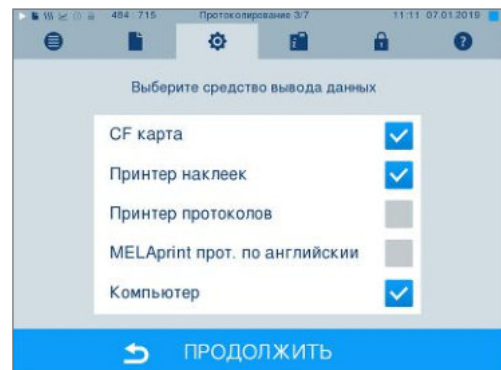 484 : 715 Протоколирование 3/7 11:11 07.01.2019
Выберите средство вывода данных
CF карта
Принтер наклеек
Принтер протоколов
MELAprint прот. по английскии
Компьютер
ПРОДОЛЖИТЬ